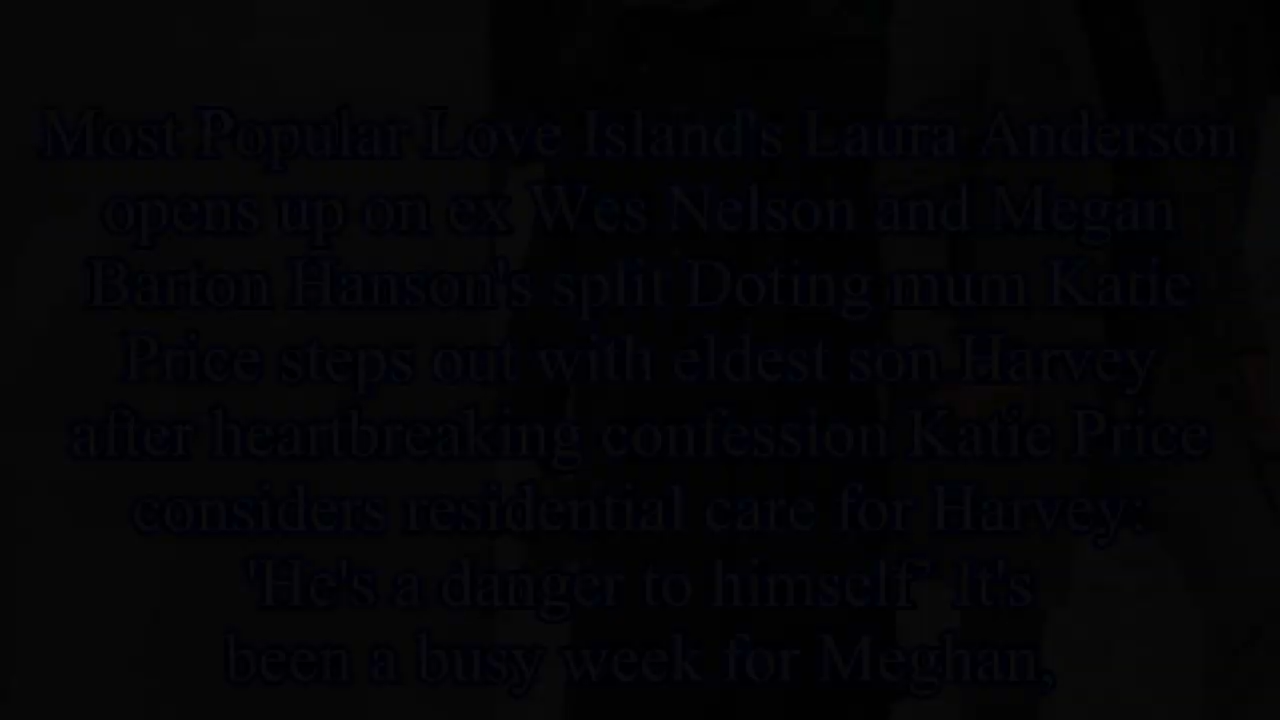 Most Popular Love Island's Laura Anderson
opens up on ex Wes Nelson and Megan
Barton Hanson's split Doting mum Katie
Price steps out with eldest son Harvey
after heartbreaking confession Katie Price
considers residential care for Harvey:
'He's a danger to himself' It's
been a busy week for Meghan,